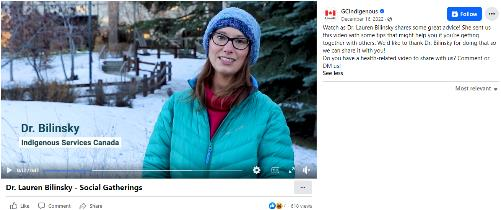 GCIndigenous
Follow
December 16, 2022
Watch as Dr. Lauren Bilinsky shares some great advice! She sent us
this video with some tips that might help you if you're getting
together with others. We'd like to thank Dr. Bilinsky for doing that so
we can share it with you!
Do you have a health-related video to share with us? Comment or
DM us!
See less
Most relevant
Dr. Bilinsky
Indigenous Services Canada
Dr. Lauren Bilinsky - Social Gatherings
...
Like
Comment
Share
618 views